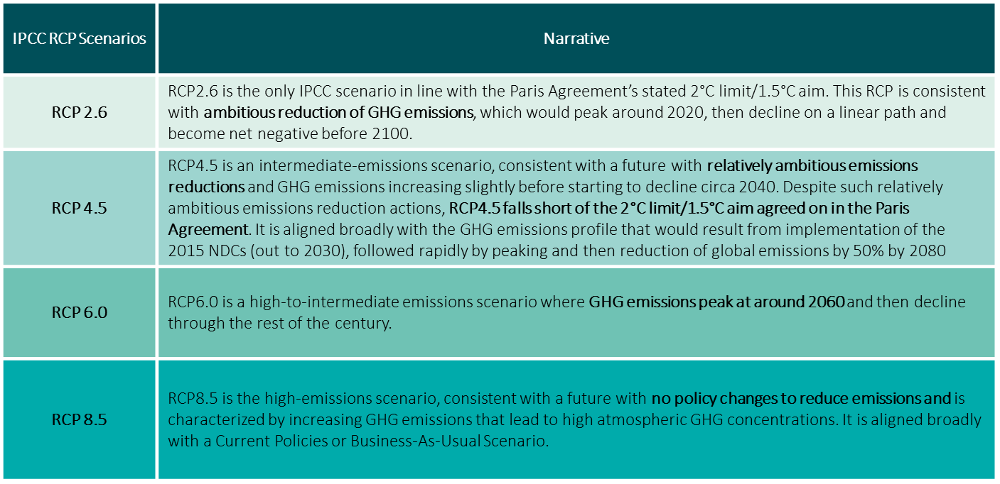 IPCC RCP Scenarios
Narrative
RCP 2.6
RCP2.6 is the only IPCC scenario in line with the Paris Agreement’s stated 2°C limit/1.5°C aim. This RCP is consistent
with ambitious reduction of GHG emissions, which would peak around 2020, then decline on a linear path and
become net negative before 2100.
RCP 4.5
RCP4.5 is an intermediate-emissions scenario, consistent with a future with relatively ambitious emissions
reductions and GHG emissions increasing slightly before starting to decline circa 2040. Despite such relatively
ambitious emissions reduction actions, RCP4.5 falls short of the 2°C limit/1.5°C aim agreed on in the Paris
Agreement. It is aligned broadly with the GHG emissions profile that would result from implementation of the
2015 NDCs (out to 2030), followed rapidly by peaking and then reduction of global emissions by 50% by 2080
RCP 6.0
RCP6.0 is a high-to-intermediate emissions scenario where GHG emissions peak at around 2060 and then decline
through the rest of the century.
RCP 8.5
RCP8.5 is the high-emissions scenario, consistent with a future with no policy changes to reduce emissions and is
characterized by increasing GHG emissions that lead to high atmospheric GHG concentrations. It is aligned broadly
with a Current Policies or Business-As-Usual Scenario.